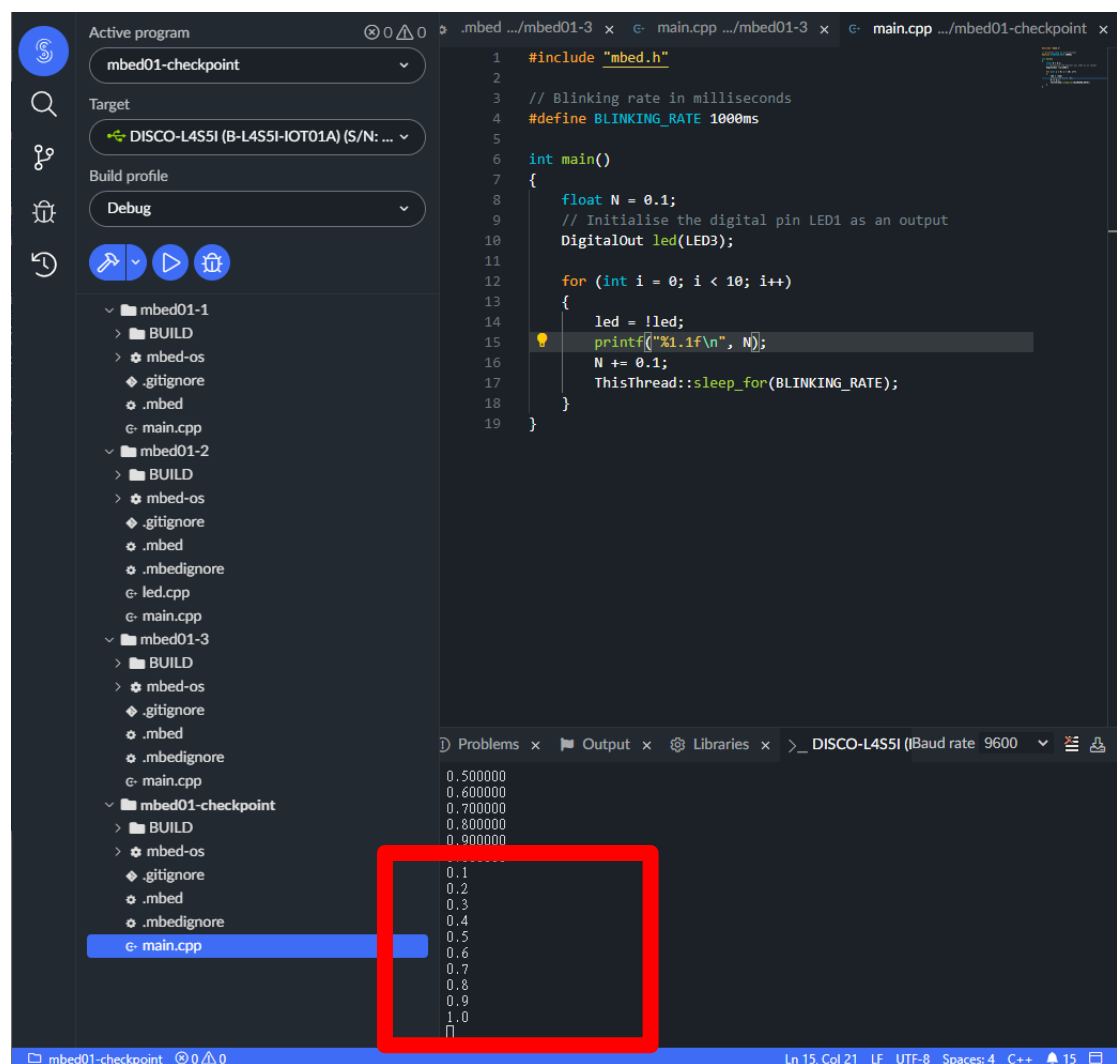 Active program
0 0
mbed01-checkpoint
Target
DISCO-L4S5I (B-L4S5I-IOT01A) (S/N: ...
Build profile
Debug
mbed01-1
BUILD
mbed-os
.gitignore
.mbed
main.cpp
mbed01-2
BUILD
mbed-os
.gitignore
.mbed
.mbedignore
led.cpp
main.cpp
mbed01-3
BUILD
mbed-os
.gitignore
.mbed
.mbedignore
main.cpp
mbed01-checkpoint
BUILD
mbed-os
.gitignore
.mbed
.mbedignore
main.cpp
.mbed .../mbed01-3 x main.cpp .../mbed01-3 x main.cpp .../mbed01-checkpoint x
1 #include "mbed.h"
2
3 // Blinking rate in milliseconds
4 #define BLINKING_RATE 1000ms
5
6 int main()
7 {
8 float N = 0.1;
9 // Initialise the digital pin LED1 as an output
10 DigitalOut led(LED3);
11
12 for (int i = 0; i < 10; i++)
13 {
14 led = !led;
15 printf("%1.1f\n", N);
16 N += 0.1;
17 ThisThread::sleep_for(BLINKING_RATE);
18 }
19 }
Problems x Output x Libraries x >_ DISCO-L4S5I (Baud rate 9600
0.500000
0.600000
0.700000
0.800000
0.900000
0.1
0.2
0.3
0.4
0.5
0.6
0.7
0.8
0.9
1.0
mbed01-checkpoint 0 0 Ln 15, Col 21 LF UTF-8 Spaces: 4 C++ 15